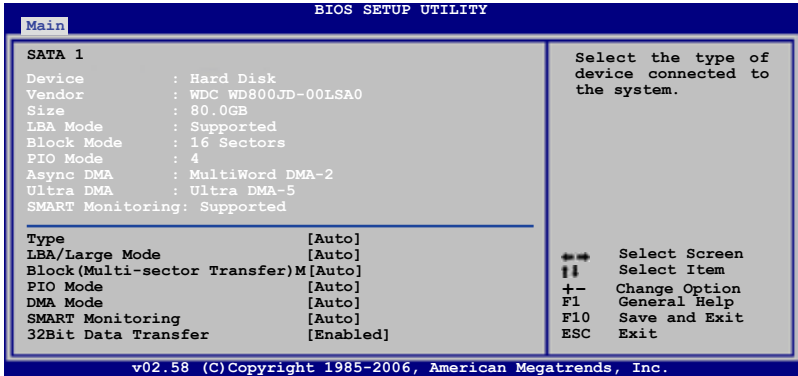 BIOS SETUP UTILITY
Main
SATA 1
Device : Hard Disk
Vendor : WDC WD800JD-00LSA0
Size : 80.0GB
LBA Mode : Supported
Block Mode : 16 Sectors
PIO Mode : 4
Async DMA : MultiWord DMA-2
Ultra DMA : Ultra DMA-5
SMART Monitoring: Supported
Type [Auto]
LBA/Large Mode [Auto]
Block(Multi-sector Transfer)M[Auto]
PIO Mode [Auto]
DMA Mode [Auto]
SMART Monitoring [Auto]
32Bit Data Transfer [Enabled]
Select the type of
device connected to
the system.
←→ Select Screen
↑↓ Select Item
+- Change Option
F1 General Help
F10 Save and Exit
ESC Exit
v02.58 (C)Copyright 1985-2006, American Megatrends, Inc.